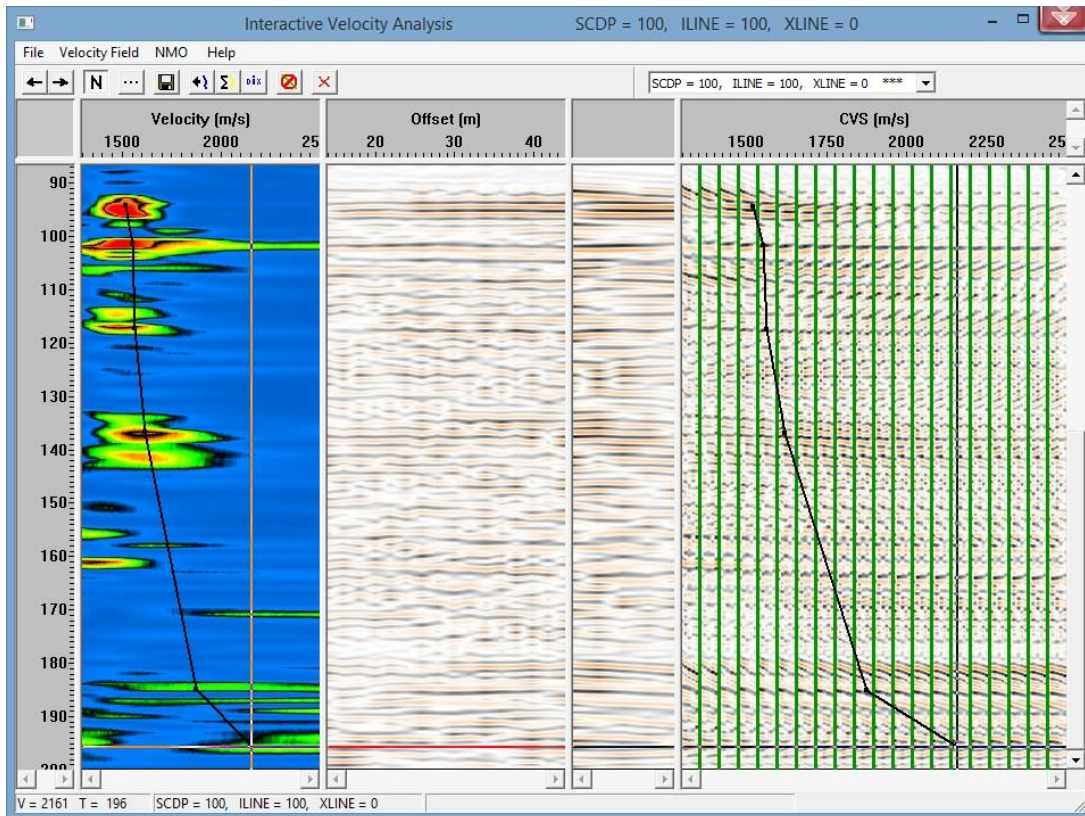 Interactive Velocity Analysis SCDP = 100, ILINE = 100, XLINE = 0
File Velocity Field NMO Help
N ... Σ DIX SCDP = 100, ILINE = 100, XLINE = 0 ***
Velocity (m/s) Offset (m) CVS (m/s)
1500 2000 25 20 30 40 1500 1750 2000 2250 25
90
100
110
120
130
140
150
160
170
180
190
200
V = 2161 T = 196 SCDP = 100, ILINE = 100, XLINE = 0